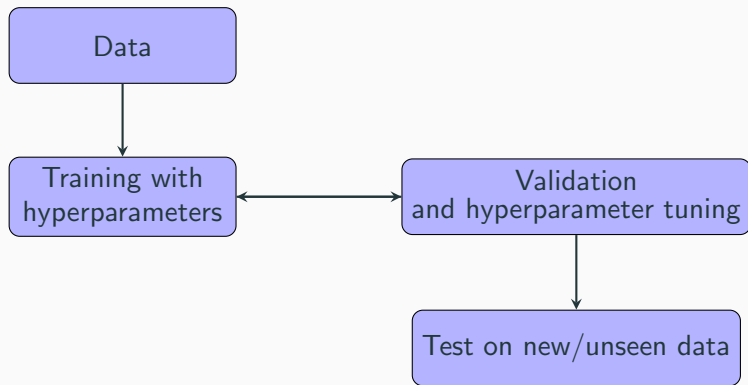 Data
Training with
hyperparameters
Validation
and hyperparameter tuning
Test on new/unseen data